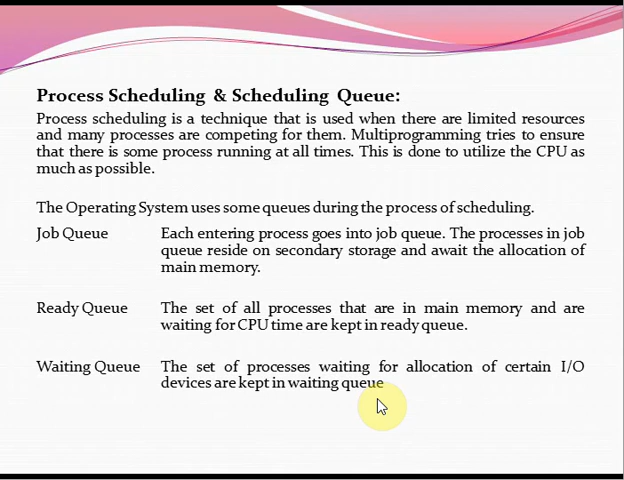 Process Scheduling & Scheduling Queue:
Process scheduling is a technique that is used when there are limited resources
and many processes are competing for them. Multiprogramming tries to ensure
that there is some process running at all times. This is done to utilize the CPU as
much as possible.
The Operating System uses some queues during the process of scheduling.
Job Queue Each entering process goes into job queue. The processes in job
queue reside on secondary storage and await the allocation of
main memory.
Ready Queue The set of all processes that are in main memory and are
waiting for CPU time are kept in ready queue.
Waiting Queue The set of processes waiting for allocation of certain I/O
devices are kept in waiting queue